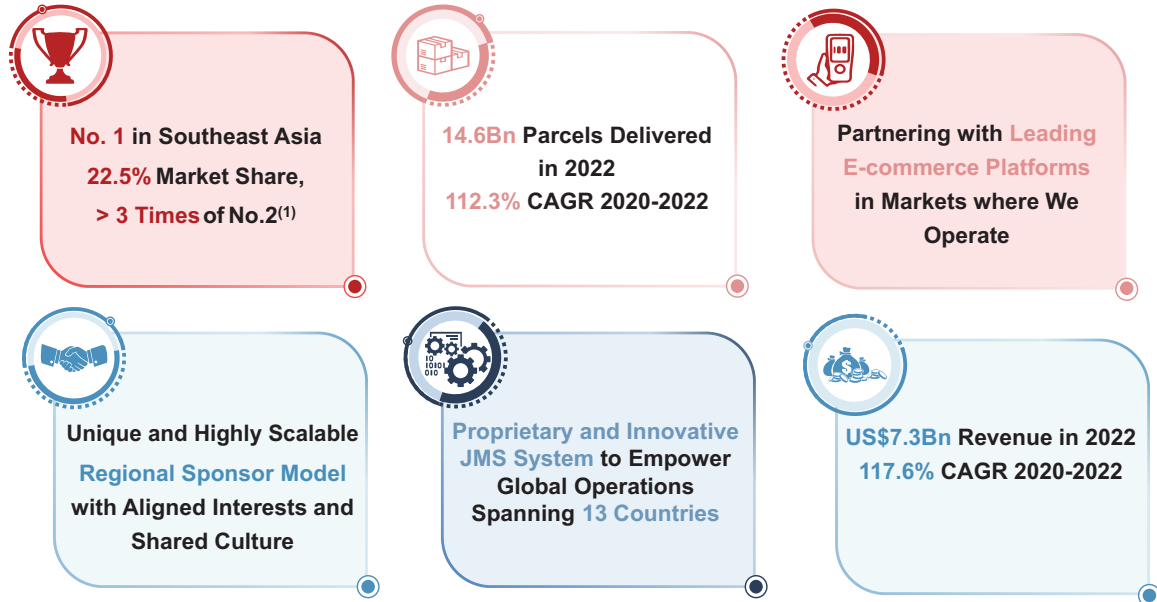 No. 1 in Southeast Asia
22.5% Market Share,
> 3 Times of No.2(1)
14.6Bn Parcels Delivered
in 2022
112.3% CAGR 2020-2022
Partnering with Leading
E-commerce Platforms
in Markets where We
Operate
Unique and Highly Scalable
Regional Sponsor Model
with Aligned Interests and
Shared Culture
10
10101
010
Proprietary and Innovative
JMS System to Empower
Global Operations
Spanning 13 Countries
$
US$7.3Bn Revenue in 2022
117.6% CAGR 2020-2022